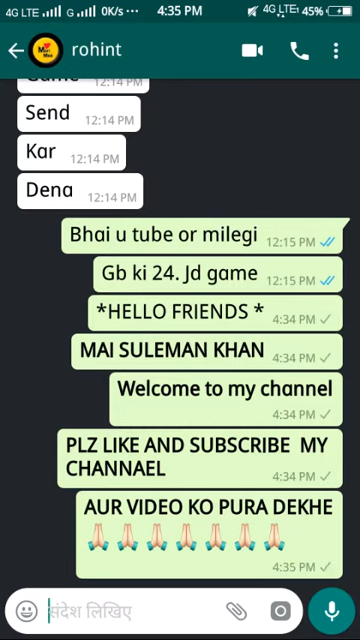 4G LTE G 0K/s ... 4:35 PM 4G LTE 45%
rohint
Game 12:14 PM
Send 12:14 PM
Kar 12:14 PM
Dena 12:14 PM
Bhai u tube or milegi 12:15 PM
Gb ki 24. Jd game 12:15 PM
*HELLO FRIENDS * 4:34 PM
MAI SULEMAN KHAN 4:34 PM
Welcome to my channel
4:34 PM
PLZ LIKE AND SUBSCRIBE MY
CHANNAEL 4:34 PM
AUR VIDEO KO PURA DEKHE
🙏🏻 🙏🏻 🙏🏻 🙏🏻 🙏🏻 🙏🏻 🙏🏻
4:35 PM
संदेश लिखिए